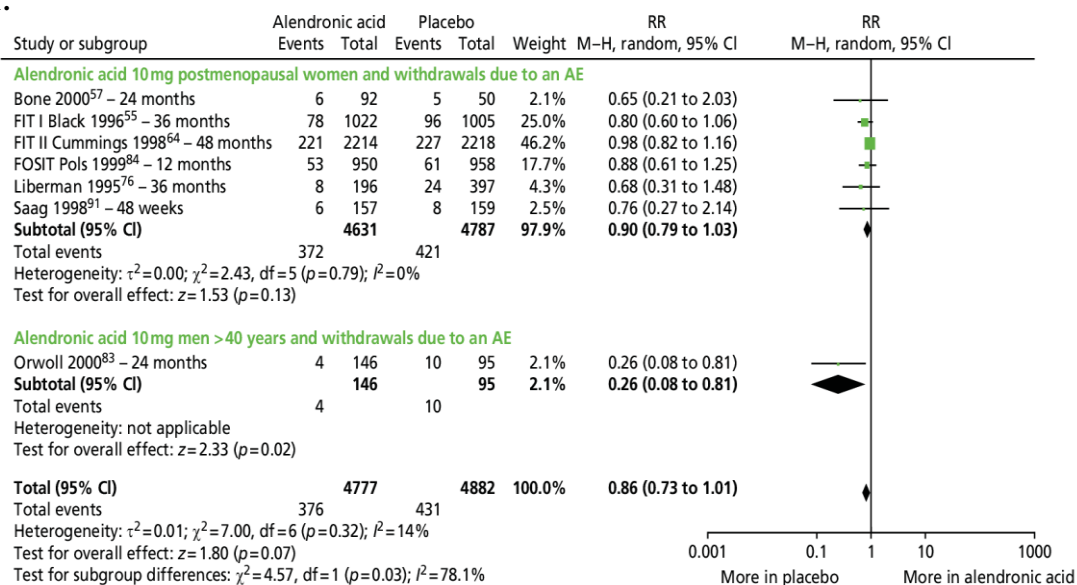 Alendronic acid Placebo RR RR
Study or subgroup Events Total Events Total Weight M–H, random, 95% CI M–H, random, 95% CI
Alendronic acid 10 mg postmenopausal women and withdrawals due to an AE
Bone 2000⁵⁷ – 24 months 6 92 5 50 2.1% 0.65 (0.21 to 2.03)
FIT I Black 1996⁵⁵ – 36 months 78 1022 96 1005 25.0% 0.80 (0.60 to 1.06)
FIT II Cummings 1998⁶⁴ – 48 months 221 2214 227 2218 46.2% 0.98 (0.82 to 1.16)
FOSIT Pols 1999⁸⁴ – 12 months 53 950 61 958 17.7% 0.88 (0.61 to 1.25)
Liberman 1995⁷⁶ – 36 months 8 196 24 397 4.3% 0.68 (0.31 to 1.48)
Saag 1998⁹¹ – 48 weeks 6 157 8 159 2.5% 0.76 (0.27 to 2.14)
Subtotal (95% CI) 4631 4787 97.9% 0.90 (0.79 to 1.03)
Total events 372 421
Heterogeneity: τ²=0.00; χ²=2.43, df=5 (p=0.79); I²=0%
Test for overall effect: z=1.53 (p=0.13)
Alendronic acid 10 mg men >40 years and withdrawals due to an AE
Orwoll 2000⁸³ – 24 months 4 146 10 95 2.1% 0.26 (0.08 to 0.81)
Subtotal (95% CI) 146 95 2.1% 0.26 (0.08 to 0.81)
Total events 4 10
Heterogeneity: not applicable
Test for overall effect: z=2.33 (p=0.02)
Total (95% CI) 4777 4882 100.0% 0.86 (0.73 to 1.01)
Total events 376 431
Heterogeneity: τ²=0.01; χ²=7.00, df=6 (p=0.32); I²=14%
Test for overall effect: z=1.80 (p=0.07)
Test for subgroup differences: χ²=4.57, df=1 (p=0.03); I²=78.1%
0.001 0.1 1 10 1000
More in placebo More in alendronic acid